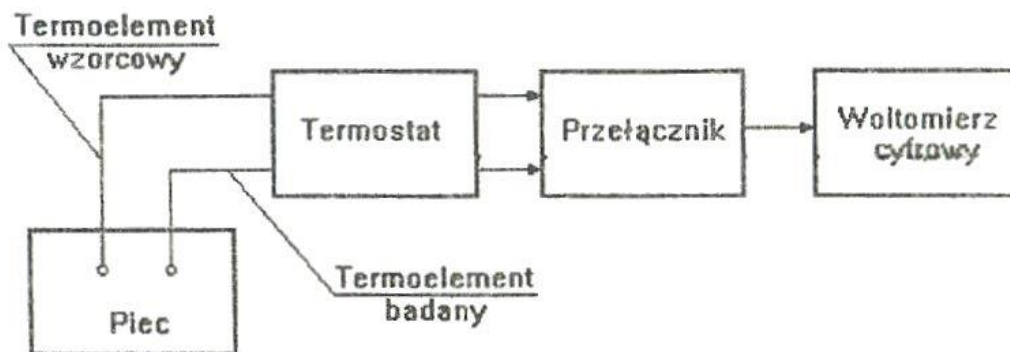 Termoelement
wzorcowy
Termostat
Przełącznik
Woltomierz
cyfrowy
Termoelement
badany
Piec